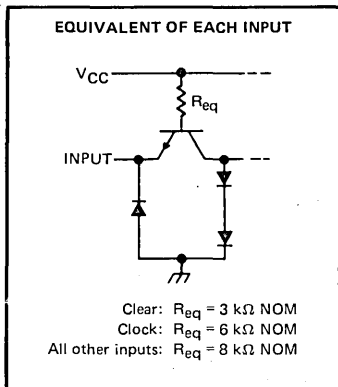 EQUIVALENT OF EACH INPUT
VCC
Req
INPUT
Clear: Req = 3 kΩ NOM
Clock: Req = 6 kΩ NOM
All other inputs: Req = 8 kΩ NOM